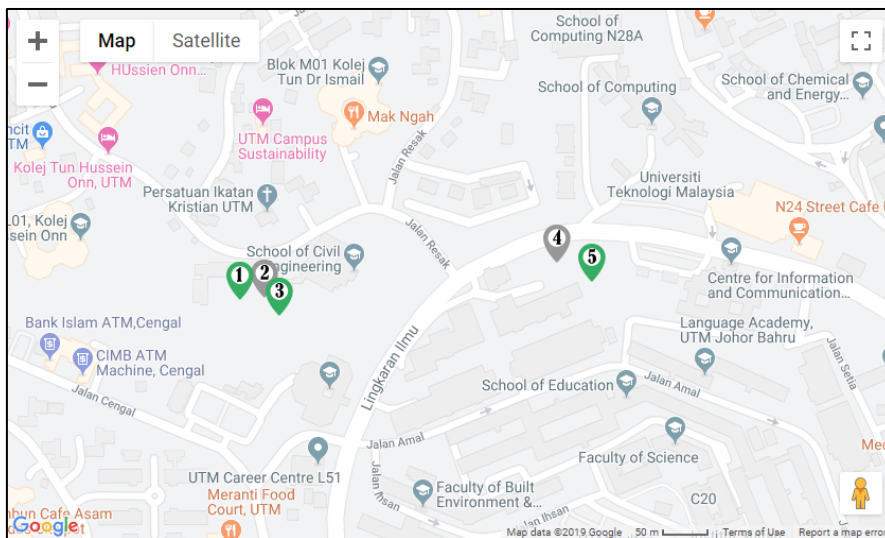 +
Map Satellite
−
School of
Computing N28A
HUssien Onn...
Blok M01 Kolej
Tun Dr Ismail
School of Chemical
and Energy...
School of Computing
Mak Ngah
UTM Campus
Sustainability
Jalan Resak
Kolej Tun Hussein
Onn, UTM
Universiti
Teknologi Malaysia
Persatuan Ikatan
Kristian UTM
N24 Street Cafe
L01, Kolej
Jalan Resak
School of Civil
Engineering
4
5
1
2
3
Centre for Information
and Communication...
Bank Islam ATM,Cengal
CIMB ATM
Machine, Cengal
Lingkaran Ilmu
Language Academy,
UTM Johor Bahru
Jalan Setia
Jalan Cengal
School of Education
Jalan Amal
Jalan Amal
Faculty of Science
UTM Career Centre L51
Meranti Food
Court, UTM
Jalan Ihsan
Faculty of Built
Environment &...
C20
Jalan Ihsan
Cafe Asam
Google
Map data ©2019 Google 50 m Terms of Use Report a map error